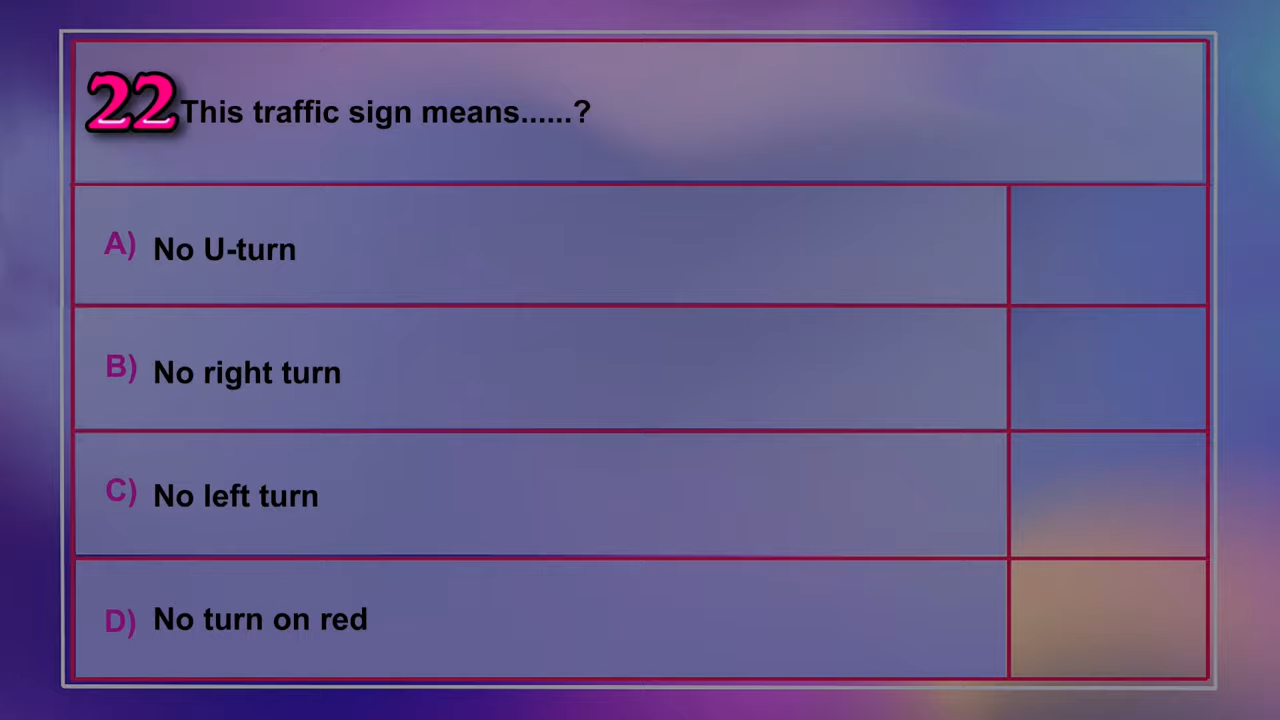 22 This traffic sign means......?
A) No U-turn
B) No right turn
C) No left turn
D) No turn on red